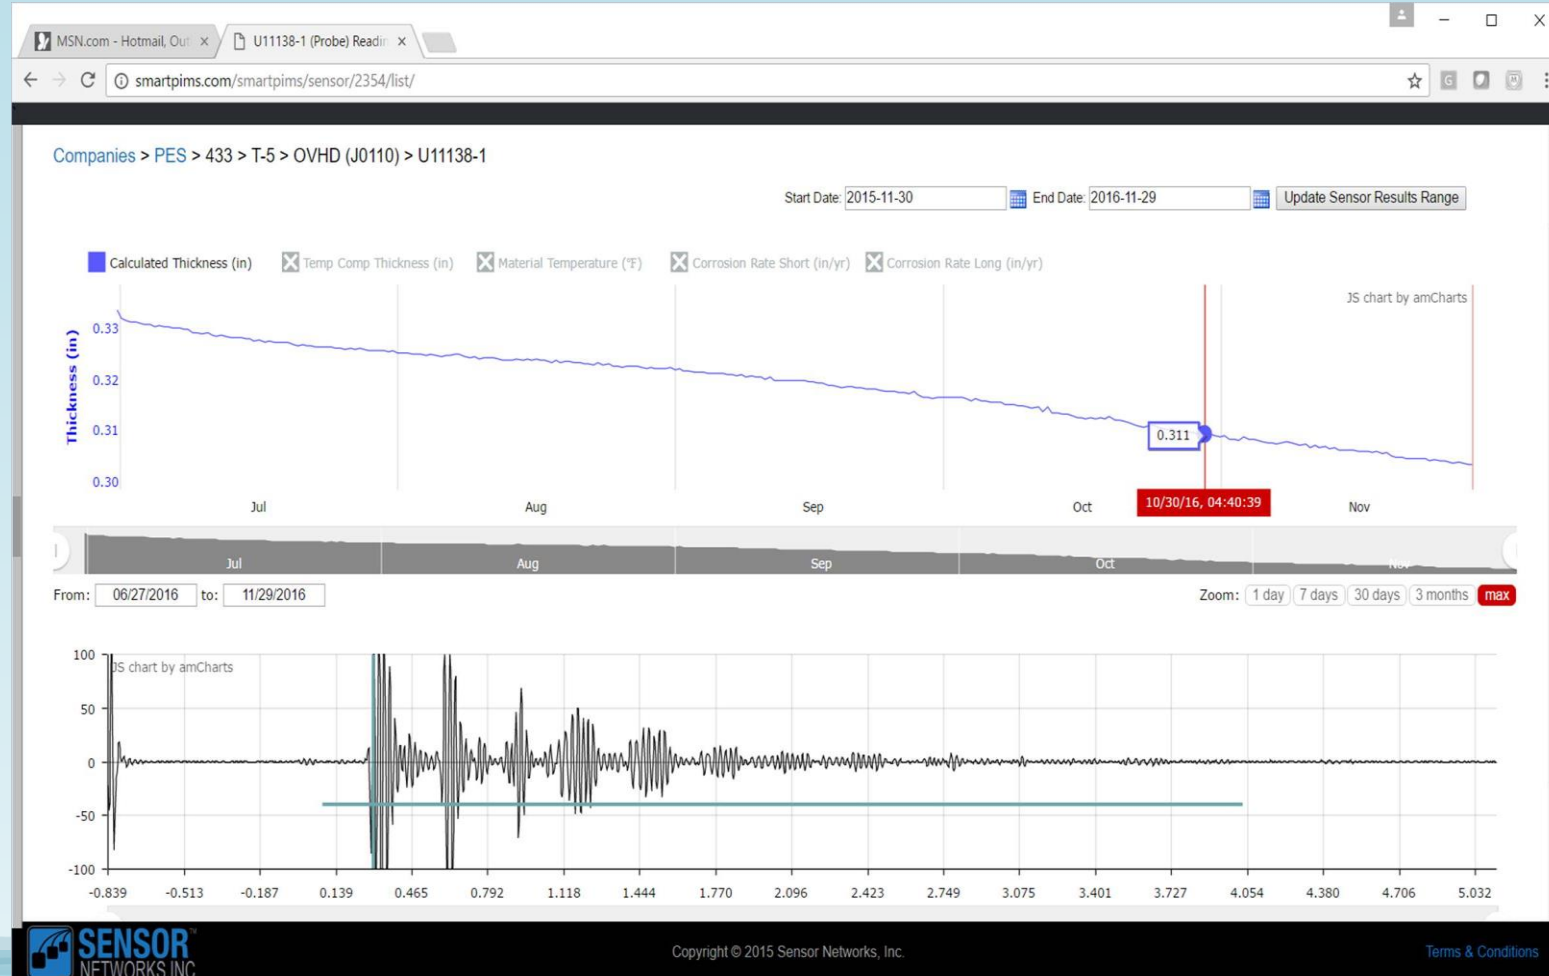 MSN.com - Hotmail, Out
U11138-1 (Probe) Readin
smartpims.com/smartpims/sensor/2354/list/
Companies > PES > 433 > T-5 > OVHD (J0110) > U11138-1
Start Date: 2015-11-30 End Date: 2016-11-29 Update Sensor Results Range
Calculated Thickness (in) Temp Comp Thickness (in) Material Temperature (°F) Corrosion Rate Short (in/yr) Corrosion Rate Long (in/yr)
JS chart by amCharts
Thickness (in)
0.33
0.32
0.31
0.30
0.311
Jul Aug Sep Oct 10/30/16, 04:40:39 Nov
Jul Aug Sep Oct Nov
From: 06/27/2016 to: 11/29/2016 Zoom: 1 day 7 days 30 days 3 months max
JS chart by amCharts
100
50
0
-50
-100
-0.839 -0.513 -0.187 0.139 0.465 0.792 1.118 1.444 1.770 2.096 2.423 2.749 3.075 3.401 3.727 4.054 4.380 4.706 5.032
SENSOR™
NETWORKS INC
Copyright © 2015 Sensor Networks, Inc.
Terms & Conditions